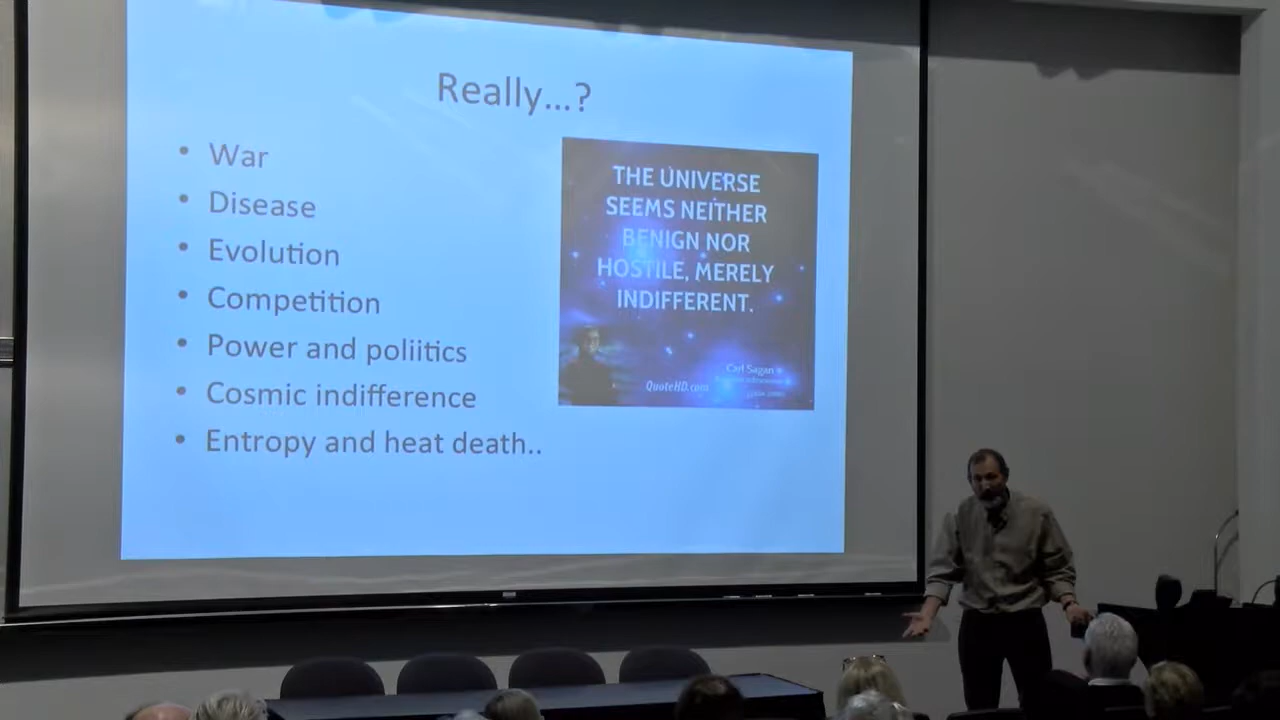 Really...?
• War
• Disease
• Evolution
• Competition
• Power and poliitics
• Cosmic indifference
• Entropy and heat death..
THE UNIVERSE
SEEMS NEITHER
BENIGN NOR
HOSTILE, MERELY
INDIFFERENT.
Carl Sagan
QuoteHD.com